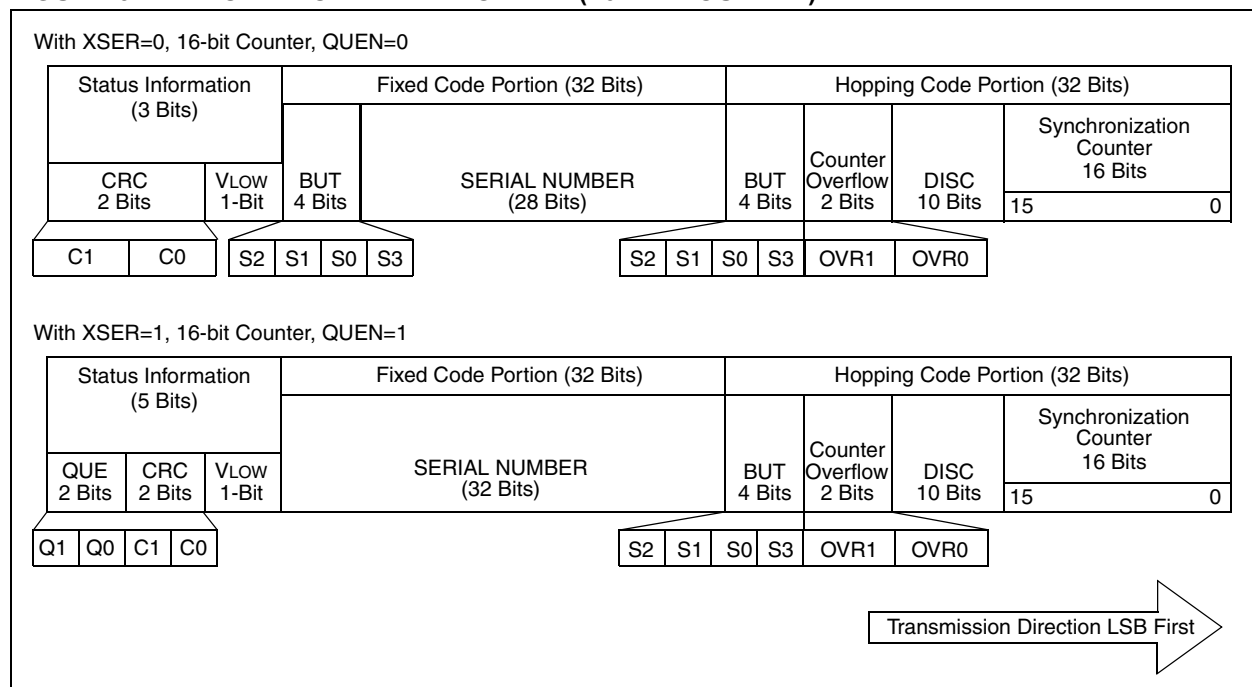 With XSER=0, 16-bit Counter, QUEN=0
Status Information
(3 Bits)
Fixed Code Portion (32 Bits)
Hopping Code Portion (32 Bits)
CRC
2 Bits
VLOW
1-Bit
BUT
4 Bits
SERIAL NUMBER
(28 Bits)
BUT
4 Bits
Counter
Overflow
2 Bits
DISC
10 Bits
Synchronization
Counter
16 Bits
15 0
C1 C0
S2 S1 S0 S3
S2 S1 S0 S3 OVR1 OVR0
With XSER=1, 16-bit Counter, QUEN=1
Status Information
(5 Bits)
Fixed Code Portion (32 Bits)
Hopping Code Portion (32 Bits)
QUE
2 Bits
CRC
2 Bits
VLOW
1-Bit
SERIAL NUMBER
(32 Bits)
BUT
4 Bits
Counter
Overflow
2 Bits
DISC
10 Bits
Synchronization
Counter
16 Bits
15 0
Q1 Q0 C1 C0
S2 S1 S0 S3 OVR1 OVR0
Transmission Direction LSB First